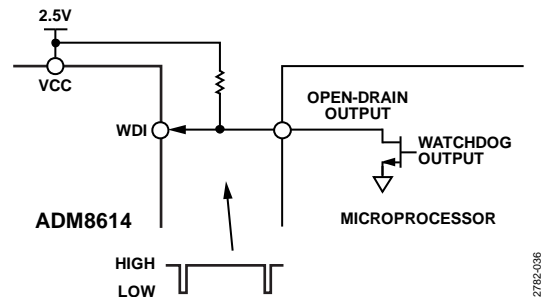 2.5V
VCC
OPEN-DRAIN
OUTPUT
WDI
WATCHDOG
OUTPUT
ADM8614
MICROPROCESSOR
HIGH
LOW
2782-036